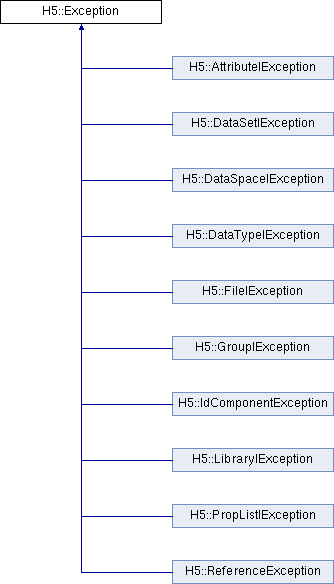 H5::Exception
H5::AttributeIException
H5::DataSetIException
H5::DataSpaceIException
H5::DataTypeIException
H5::FileIException
H5::GroupIException
H5::IdComponentException
H5::LibraryIException
H5::PropListIException
H5::ReferenceException